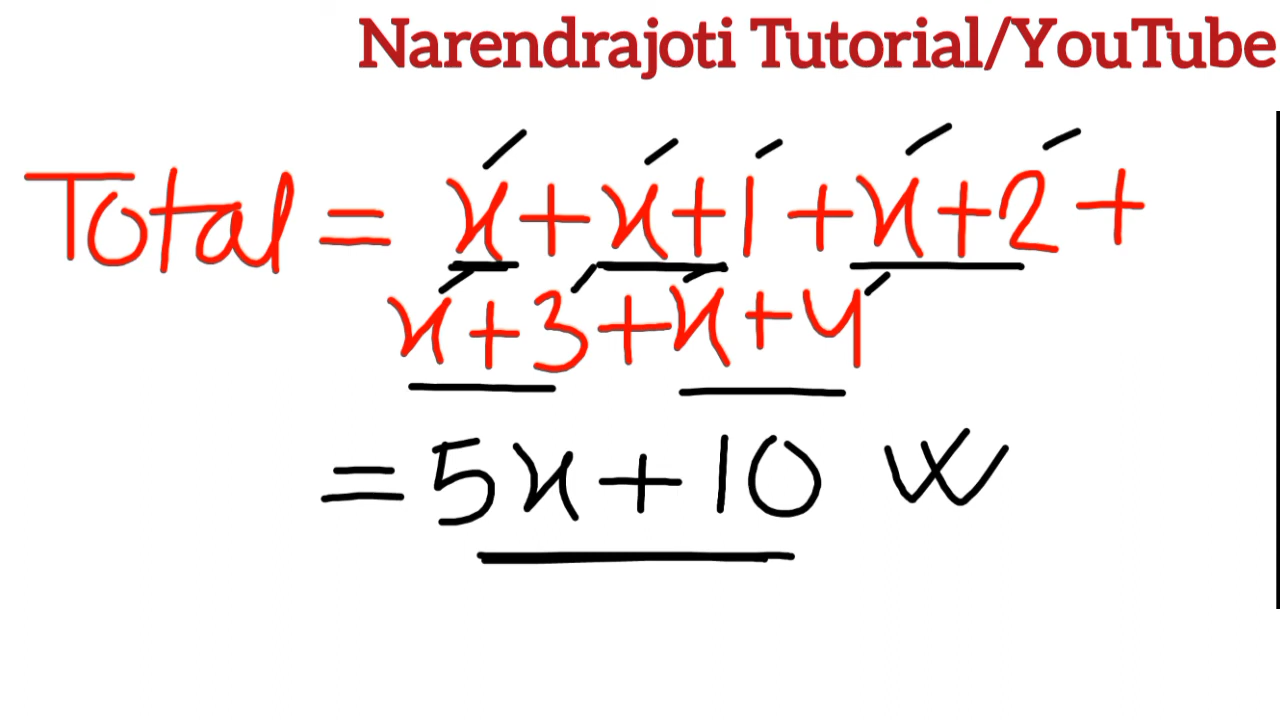 Narendrajoti Tutorial/YouTube
Total = x + x+1 + x+2 +
x+3 + x+4
= 5x+10 W